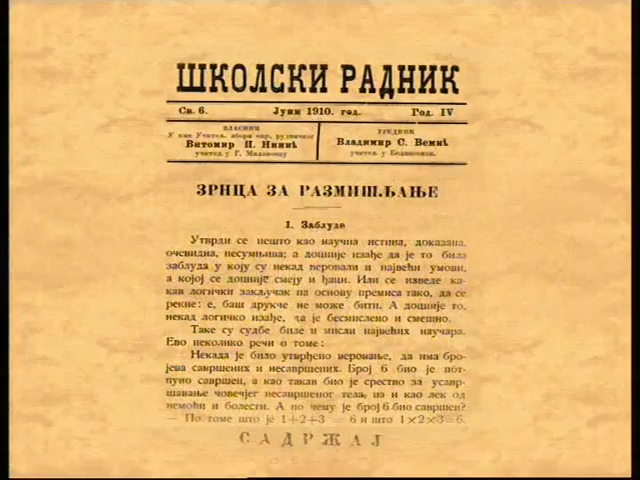 ШКОЛСКИ РАДНИК
Св. 6. Јуни 1910. год. Год. IV
ВЛАСНИК
У име Учител. збора окр. рудничког
Витомир П. Нинић
учитељ у Г. Милановцу
УРЕДНИК
Владимир С.
учитељ у
ЗРНЦА ЗА РАЗМИШЉАЊЕ
1. Заблуде
Утврди се нешто као научна истина, доказана,
очевидна, несумњива; а доцније изађе да је то била
заблуда у коју су некад веровали и највећи умови,
а којој се доцније смеју и ђаци. Или се изведе ка-
кав логички закључак на основу премиса тако, да се
рекне: е, баш друкче не може бити. А доцније то,
некад логичко изађе, да је бесмислено и смешно.
Таке су судбе биле и мисли највећих научара.
Ево неколико речи о томе:
Некада је било утврђено веровање, да има бро-
јева савршених и несавршених. Број 6 био је пот-
пуно савршен, а као такав био је срество за усавр-
шавање човечјег несавршеног тела, па и као лек од
немоћи и болести. А по чему је број 6 био савршен?
— По томе што је 1+2+3 = 6 и што 1×2×3=6.
САДРЖАЈ